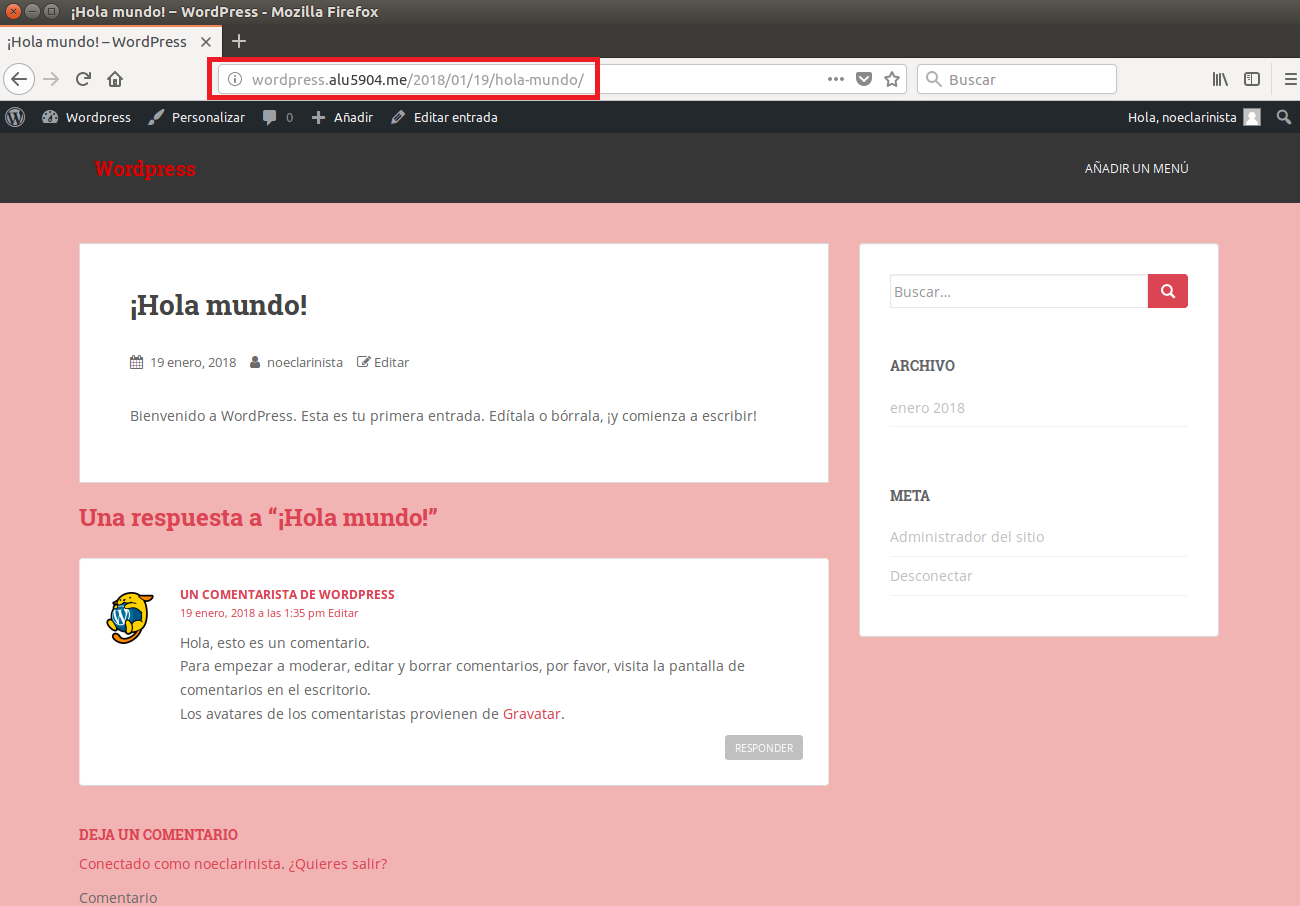 ¡Hola mundo! – WordPress - Mozilla Firefox
¡Hola mundo! – WordPress
wordpress.alu5904.me/2018/01/19/hola-mundo/
Buscar
Wordpress Personalizar 0 Añadir Editar entrada Hola, noeclarinista
Wordpress
AÑADIR UN MENÚ
¡Hola mundo!
19 enero, 2018 noeclarinista Editar
Bienvenido a WordPress. Esta es tu primera entrada. Edítala o bórrala, ¡y comienza a escribir!
Una respuesta a “¡Hola mundo!”
UN COMENTARISTA DE WORDPRESS
19 enero, 2018 a las 1:35 pm Editar
Hola, esto es un comentario.
Para empezar a moderar, editar y borrar comentarios, por favor, visita la pantalla de
comentarios en el escritorio.
Los avatares de los comentaristas provienen de Gravatar.
RESPONDER
DEJA UN COMENTARIO
Conectado como noeclarinista. ¿Quieres salir?
Comentario
Buscar...
ARCHIVO
enero 2018
META
Administrador del sitio
Desconectar